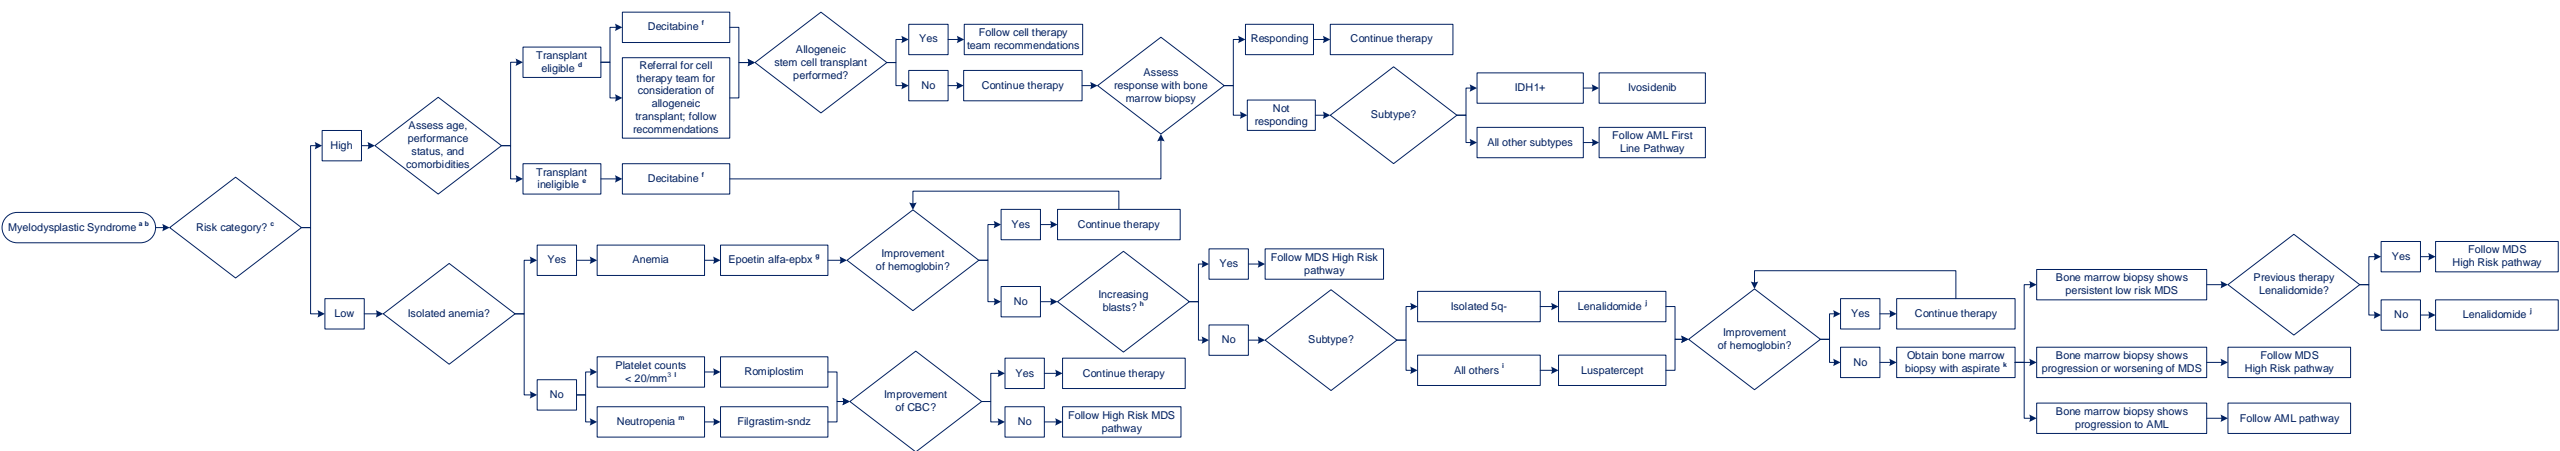 Myelodysplastic Syndrome a b
Risk category? c
High
Assess age,
performance
status, and
comorbidities
Transplant
eligible d
Decitabine f
Referral for cell
therapy team for
consideration of
allogeneic
transplant; follow
recommendations
Allogeneic
stem cell transplant
performed?
Yes
Follow cell therapy
team recommendations
No
Continue therapy
Assess
response with bone
marrow biopsy
Responding
Continue therapy
Not
responding
Subtype?
IDH1+
Ivosidenib
All other subtypes
Follow AML First
Line Pathway
Transplant
ineligible e
Decitabine f
Low
Isolated anemia?
Yes
Anemia
Epoetin alfa-epbx g
Improvement
of hemoglobin?
Yes
Continue therapy
No
Increasing
blasts? h
Yes
Follow MDS High Risk
pathway
No
Subtype?
Isolated 5q-
Lenalidomide j
All others i
Luspatercept
Improvement
of hemoglobin?
Yes
Continue therapy
No
Obtain bone marrow
biopsy with aspirate k
Bone marrow biopsy shows
persistent low risk MDS
Previous therapy
Lenalidomide?
Yes
Follow MDS
High Risk pathway
No
Lenalidomide j
Bone marrow biopsy shows
progression or worsening of MDS
Follow MDS
High Risk pathway
Bone marrow biopsy shows
progression to AML
Follow AML pathway
No
Platelet counts
< 20/mm³ l
Romiplostim
Neutropenia m
Filgrastim-sndz
Improvement
of CBC?
Yes
Continue therapy
No
Follow High Risk MDS
pathway